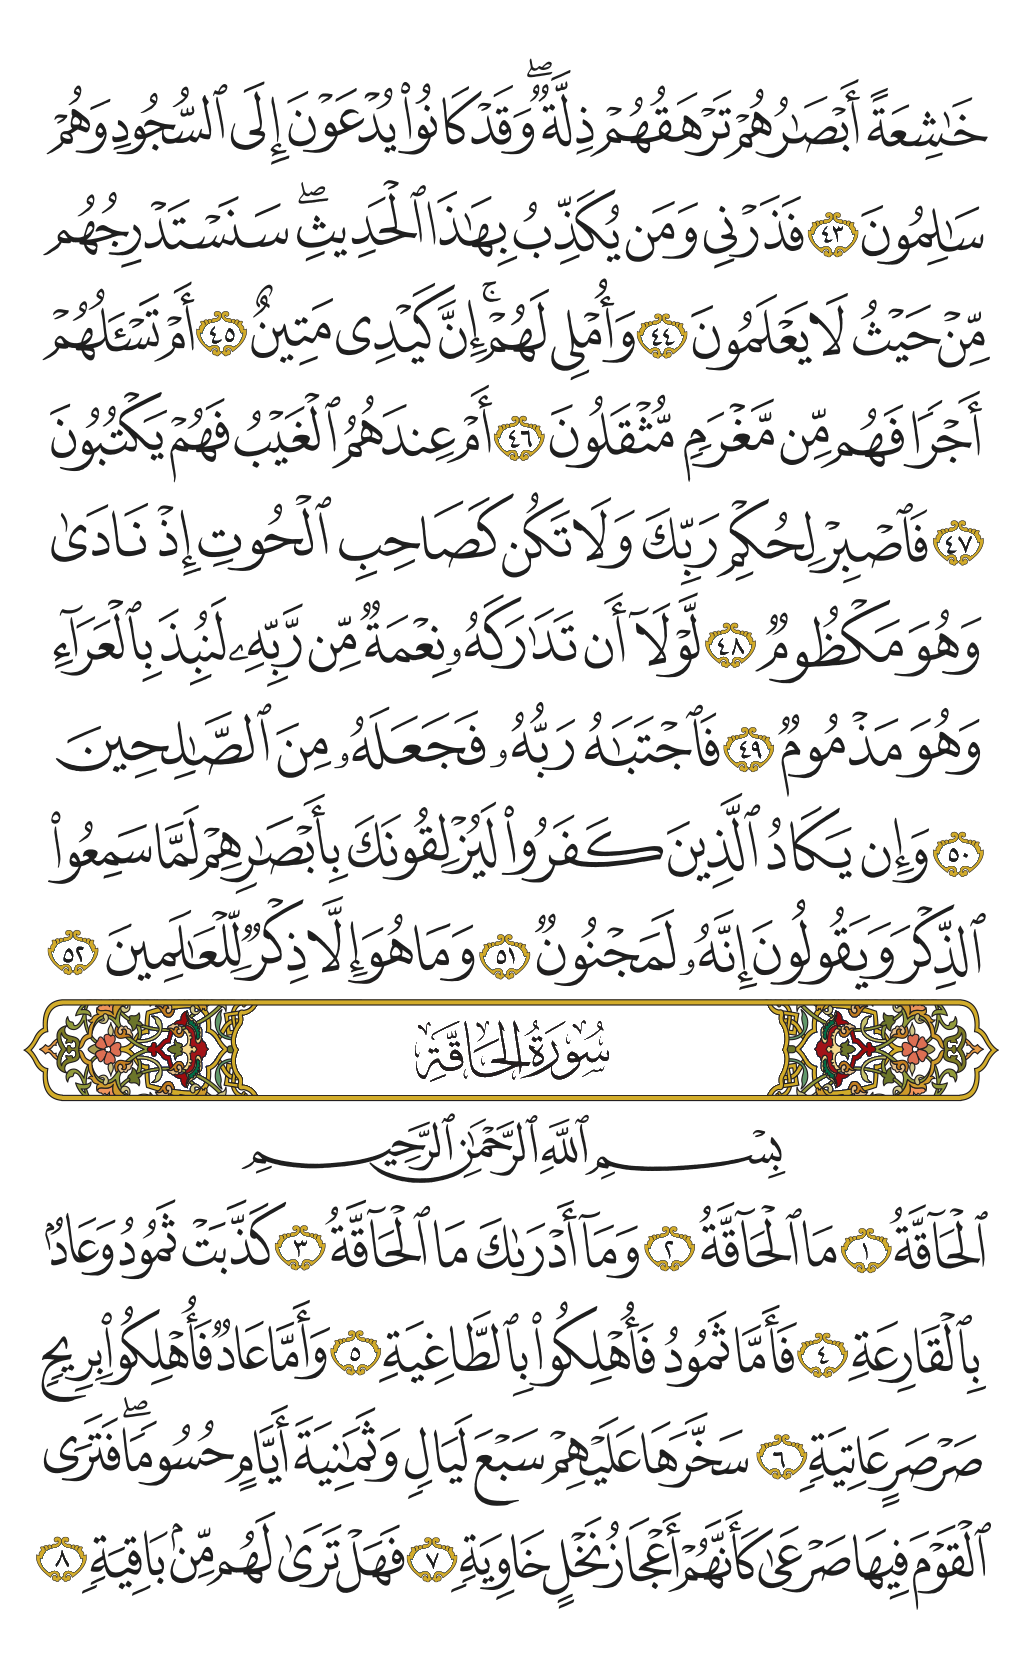 خَٰشِعَةً أَبْصَٰرُهُمْ تَرْهَقُهُمْ ذِلَّةٌۖ وَقَدْ كَانُوا۟ يُدْعَوْنَ إِلَى ٱلسُّجُودِ وَهُمْ
سَٰلِمُونَ ٤٣ فَذَرْنِى وَمَن يُكَذِّبُ بِهَٰذَا ٱلْحَدِيثِۖ سَنَسْتَدْرِجُهُم
مِّنْ حَيْثُ لَا يَعْلَمُونَ ٤٤ وَأُمْلِى لَهُمْۚ إِنَّ كَيْدِى مَتِينٌ ٤٥ أَمْ تَسْـَٔلُهُمْ
أَجْرًا فَهُم مِّن مَّغْرَمٍ مُّثْقَلُونَ ٤٦ أَمْ عِندَهُمُ ٱلْغَيْبُ فَهُمْ يَكْتُبُونَ
٤٧ فَٱصْبِرْ لِحُكْمِ رَبِّكَ وَلَا تَكُن كَصَاحِبِ ٱلْحُوتِ إِذْ نَادَىٰ
وَهُوَ مَكْظُومٌ ٤٨ لَّوْلَآ أَن تَدَٰرَكَهُۥ نِعْمَةٌ مِّن رَّبِّهِۦ لَنُبِذَ بِٱلْعَرَآءِ
وَهُوَ مَذْمُومٌ ٤٩ فَٱجْتَبَٰهُ رَبُّهُۥ فَجَعَلَهُۥ مِنَ ٱلصَّٰلِحِينَ
٥٠ وَإِن يَكَادُ ٱلَّذِينَ كَفَرُوا۟ لَيُزْلِقُونَكَ بِأَبْصَٰرِهِمْ لَمَّا سَمِعُوا۟
ٱلذِّكْرَ وَيَقُولُونَ إِنَّهُۥ لَمَجْنُونٌ ٥١ وَمَا هُوَ إِلَّا ذِكْرٌ لِّلْعَٰلَمِينَ ٥٢
سُورَةُ الحَاقَّةِ
بِسْمِ ٱللَّهِ ٱلرَّحْمَٰنِ ٱلرَّحِيمِ
ٱلْحَآقَّةُ ١ مَا ٱلْحَآقَّةُ ٢ وَمَآ أَدْرَىٰكَ مَا ٱلْحَآقَّةُ ٣ كَذَّبَتْ ثَمُودُ وَعَادٌۢ
بِٱلْقَارِعَةِ ٤ فَأَمَّا ثَمُودُ فَأُهْلِكُوا۟ بِٱلطَّاغِيَةِ ٥ وَأَمَّا عَادٌ فَأُهْلِكُوا۟ بِرِيحٍ
صَرْصَرٍ عَاتِيَةٍ ٦ سَخَّرَهَا عَلَيْهِمْ سَبْعَ لَيَالٍ وَثَمَٰنِيَةَ أَيَّامٍ حُسُومًاۖ فَتَرَى
ٱلْقَوْمَ فِيهَا صَرْعَىٰ كَأَنَّهُمْ أَعْجَازُ نَخْلٍ خَاوِيَةٍ ٧ فَهَلْ تَرَىٰ لَهُم مِّنۢ بَاقِيَةٍ ٨